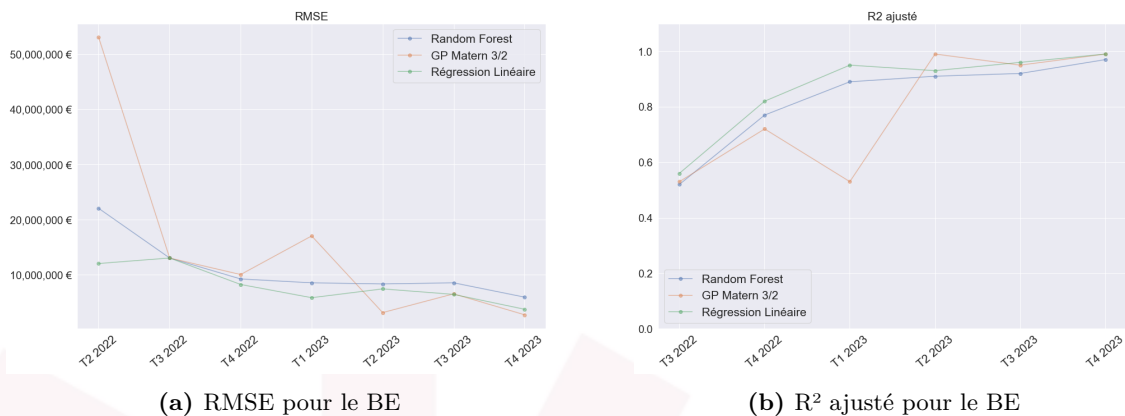 RMSE
Random Forest
GP Matern 3/2
Régression Linéaire
50,000,000 €
40,000,000 €
30,000,000 €
20,000,000 €
10,000,000 €
T2 2022
T3 2022
T4 2022
T1 2023
T2 2023
T3 2023
T4 2023
(a) RMSE pour le BE
R2 ajusté
1.0
0.8
0.6
0.4
0.2
0.0
Random Forest
GP Matern 3/2
Régression Linéaire
T3 2022
T4 2022
T1 2023
T2 2023
T3 2023
T4 2023
(b) R² ajusté pour le BE